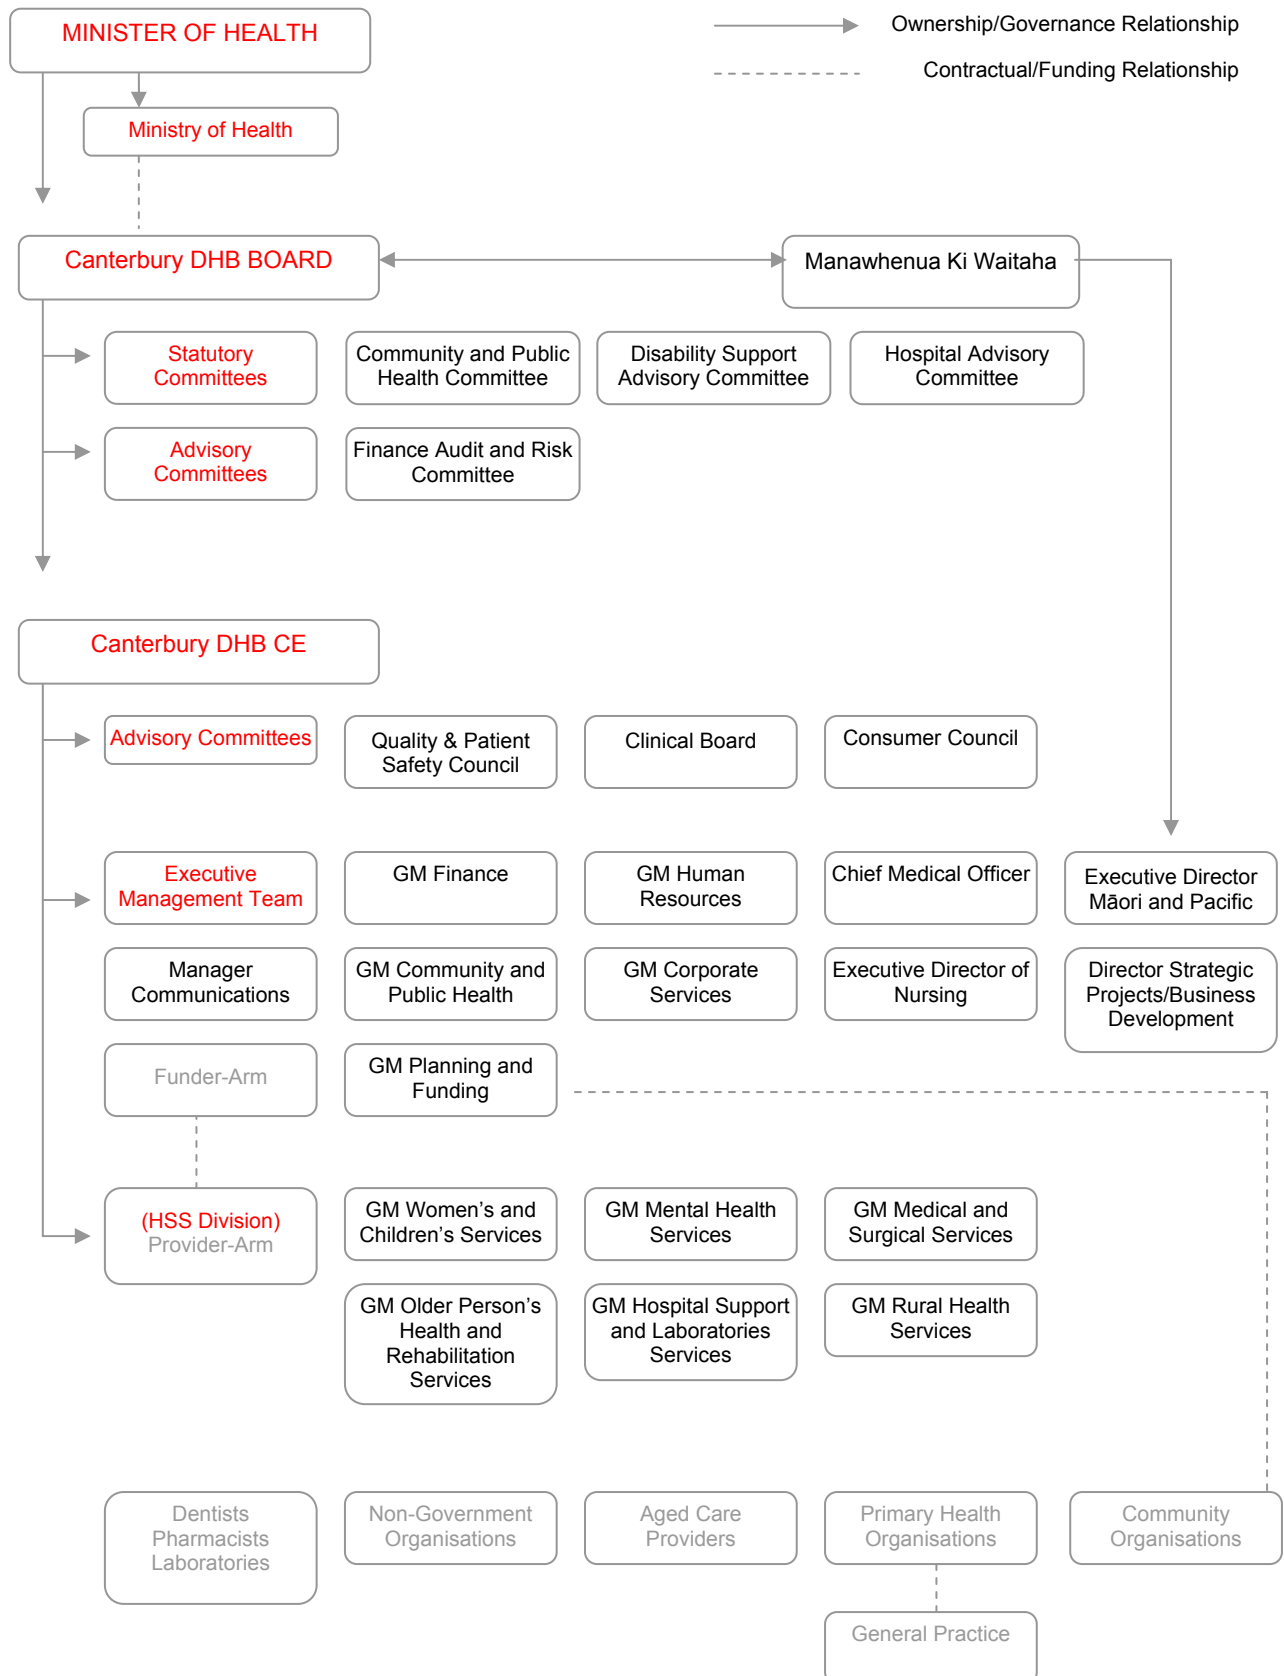 MINISTER OF HEALTH
Ownership/Governance Relationship
Contractual/Funding Relationship
Ministry of Health
Canterbury DHB BOARD
Manawhenua Ki Waitaha
Statutory
Committees
Community and Public
Health Committee
Disability Support
Advisory Committee
Hospital Advisory
Committee
Advisory
Committees
Finance Audit and Risk
Committee
Canterbury DHB CE
Advisory Committees
Quality & Patient
Safety Council
Clinical Board
Consumer Council
Executive
Management Team
GM Finance
GM Human
Resources
Chief Medical Officer
Executive Director
Māori and Pacific
Manager
Communications
GM Community and
Public Health
GM Corporate
Services
Executive Director of
Nursing
Director Strategic
Projects/Business
Development
Funder-Arm
GM Planning and
Funding
(HSS Division)
Provider-Arm
GM Women’s and
Children’s Services
GM Mental Health
Services
GM Medical and
Surgical Services
GM Older Person’s
Health and
Rehabilitation
Services
GM Hospital Support
and Laboratories
Services
GM Rural Health
Services
Dentists
Pharmacists
Laboratories
Non-Government
Organisations
Aged Care
Providers
Primary Health
Organisations
Community
Organisations
General Practice